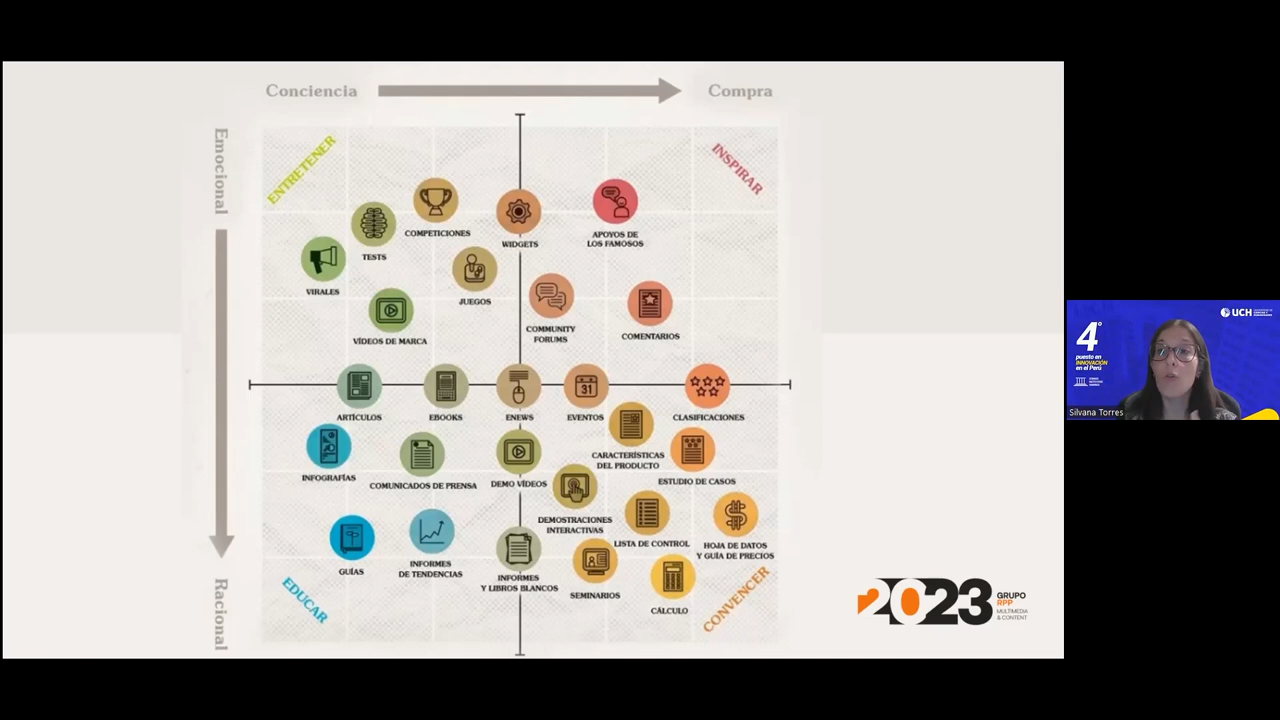 Conciencia
Compra
Emocional
Racional
ENTRETENER
INSPIRAR
COMPETICIONES
WIDGETS
APOYOS DE
LOS FAMOSOS
TESTS
VIRALES
JUEGOS
COMMUNITY
FORUMS
COMENTARIOS
VÍDEOS DE MARCA
31
ARTÍCULOS
EBOOKS
ENEWS
EVENTOS
CLASIFICACIONES
CARACTERÍSTICAS
DEL PRODUCTO
INFOGRAFÍAS
COMUNICADOS DE PRENSA
DEMO VÍDEOS
ESTUDIO DE CASOS
DEMOSTRACIONES
INTERACTIVAS
LISTA DE CONTROL
HOJA DE DATOS
Y GUÍA DE PRECIOS
GUÍAS
INFORMES
DE TENDENCIAS
INFORMES
Y LIBROS BLANCOS
SEMINARIOS
CÁLCULO
EDUCAR
CONVENCER
2023
GRUPO
RPP
MULTIMEDIA
& CONTENT
UCH
4°
puesto en
INNOVACIÓN
en el Perú
Silvana Torres